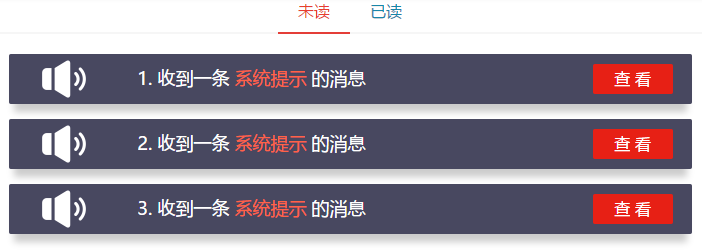 未读 已读
1. 收到一条 系统提示 的消息 查 看
2. 收到一条 系统提示 的消息 查 看
3. 收到一条 系统提示 的消息 查 看